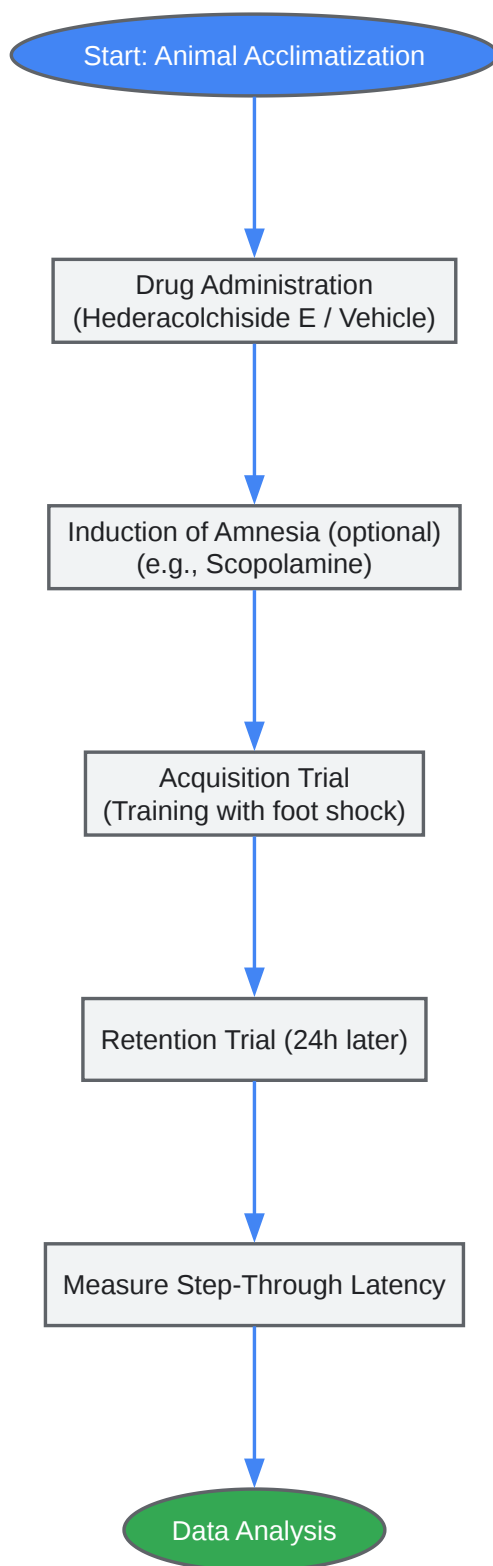 Start: Animal Acclimatization
Drug Administration
(Hederacolchiside E / Vehicle)
Induction of Amnesia (optional)
(e.g., Scopolamine)
Acquisition Trial
(Training with foot shock)
Retention Trial (24h later)
Measure Step-Through Latency
Data Analysis